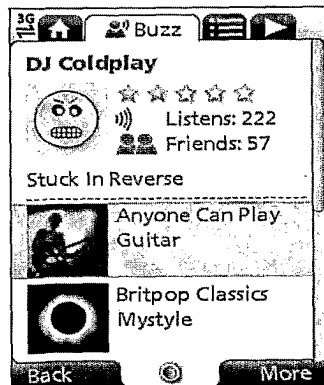 3G
Buzz
DJ Coldplay
Listens: 222
Friends: 57
Stuck In Reverse
Anyone Can Play
Guitar
Britpop Classics
Mystyle
Back
More